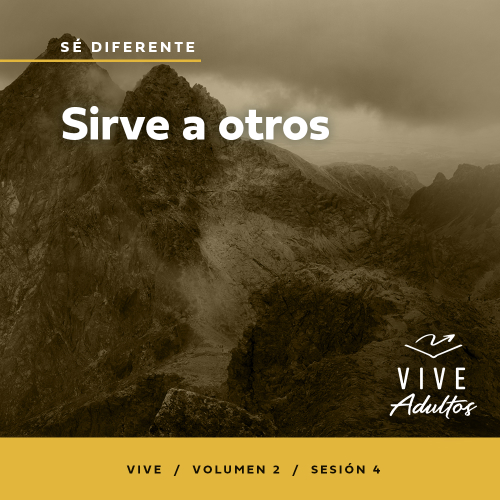 SÉ DIFERENTE
Sirve a otros
VIVE
Adultos
VIVE / VOLUMEN 2 / SESIÓN 4